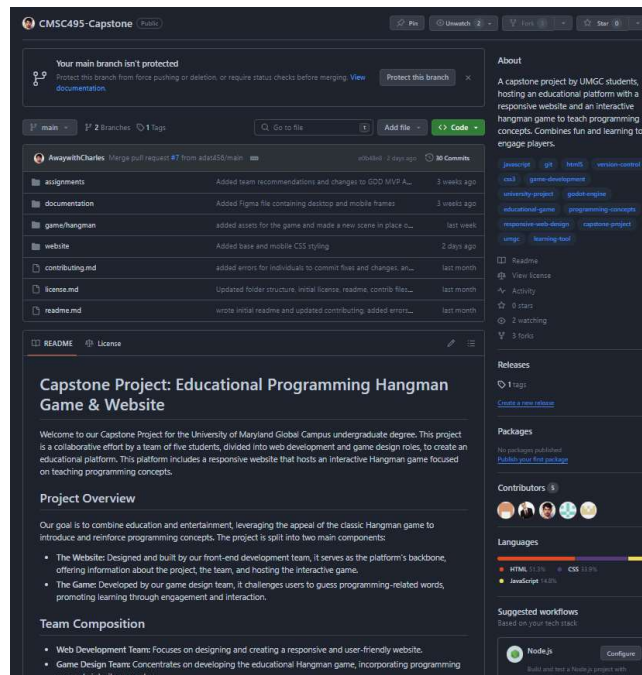 CMSC495-Capstone Public
Pin
Unwatch 2
Fork 3
Star 0
Your main branch isn't protected
Protect this branch from force pushing or deletion, or require status checks before merging. View
documentation.
Protect this branch
main
2 Branches
1 Tags
Go to file
Add file
Code
AwaywithCharles Merge pull request #7 from adat458/main
2 days ago
30 Commits
assignments Added team recommendations and changes to GDD MVP A... 3 weeks ago
documentation Added Figma file containing desktop and mobile frames 3 weeks ago
game/hangman added assets for the game and made a new scene in place o... last week
website Added base and mobile CSS styling 2 days ago
contributing.md added errors for individuals to commit fixes and changes; an... last month
license.md Updated folder structure, initial license, readme, contrib files... last month
readme.md wrote initial readme and updated contributing, added errors... last month
README License
Capstone Project: Educational Programming Hangman
Game & Website
Welcome to our Capstone Project for the University of Maryland Global Campus undergraduate degree. This project
is a collaborative effort by a team of five students, divided into web development and game design roles, to create an
educational platform. This platform includes a responsive website that hosts an interactive Hangman game focused
on teaching programming concepts.
Project Overview
Our goal is to combine education and entertainment, leveraging the appeal of the classic Hangman game to
introduce and reinforce programming concepts. The project is split into two main components:
• The Website: Designed and built by our front-end development team, it serves as the platform's backbone,
offering information about the project, the team, and hosting the interactive game.
• The Game: Developed by our game design team, it challenges users to guess programming-related words,
promoting learning through engagement and interaction.
Team Composition
• Web Development Team: Focuses on designing and creating a responsive and user-friendly website.
• Game Design Team: Concentrates on developing the educational Hangman game, incorporating programming
About
A capstone project by UMGC students,
hosting an educational platform with a
responsive website and an interactive
hangman game to teach programming
concepts. Combines fun and learning to
engage players.
javascript git html5 version-control
css3 game-development
university-project godot-engine
educational-game programming-concepts
responsive-web-design capstone-project
umgc learning-tool
Readme
View license
Activity
0 stars
2 watching
3 forks
Releases
1 tags
Create a new release
Packages
No packages published
Publish your first package
Contributors 5
Languages
HTML CSS
JavaScript
Suggested workflows
Based on your tech stack
Node.js
Configure
Build and test a Node.js project with